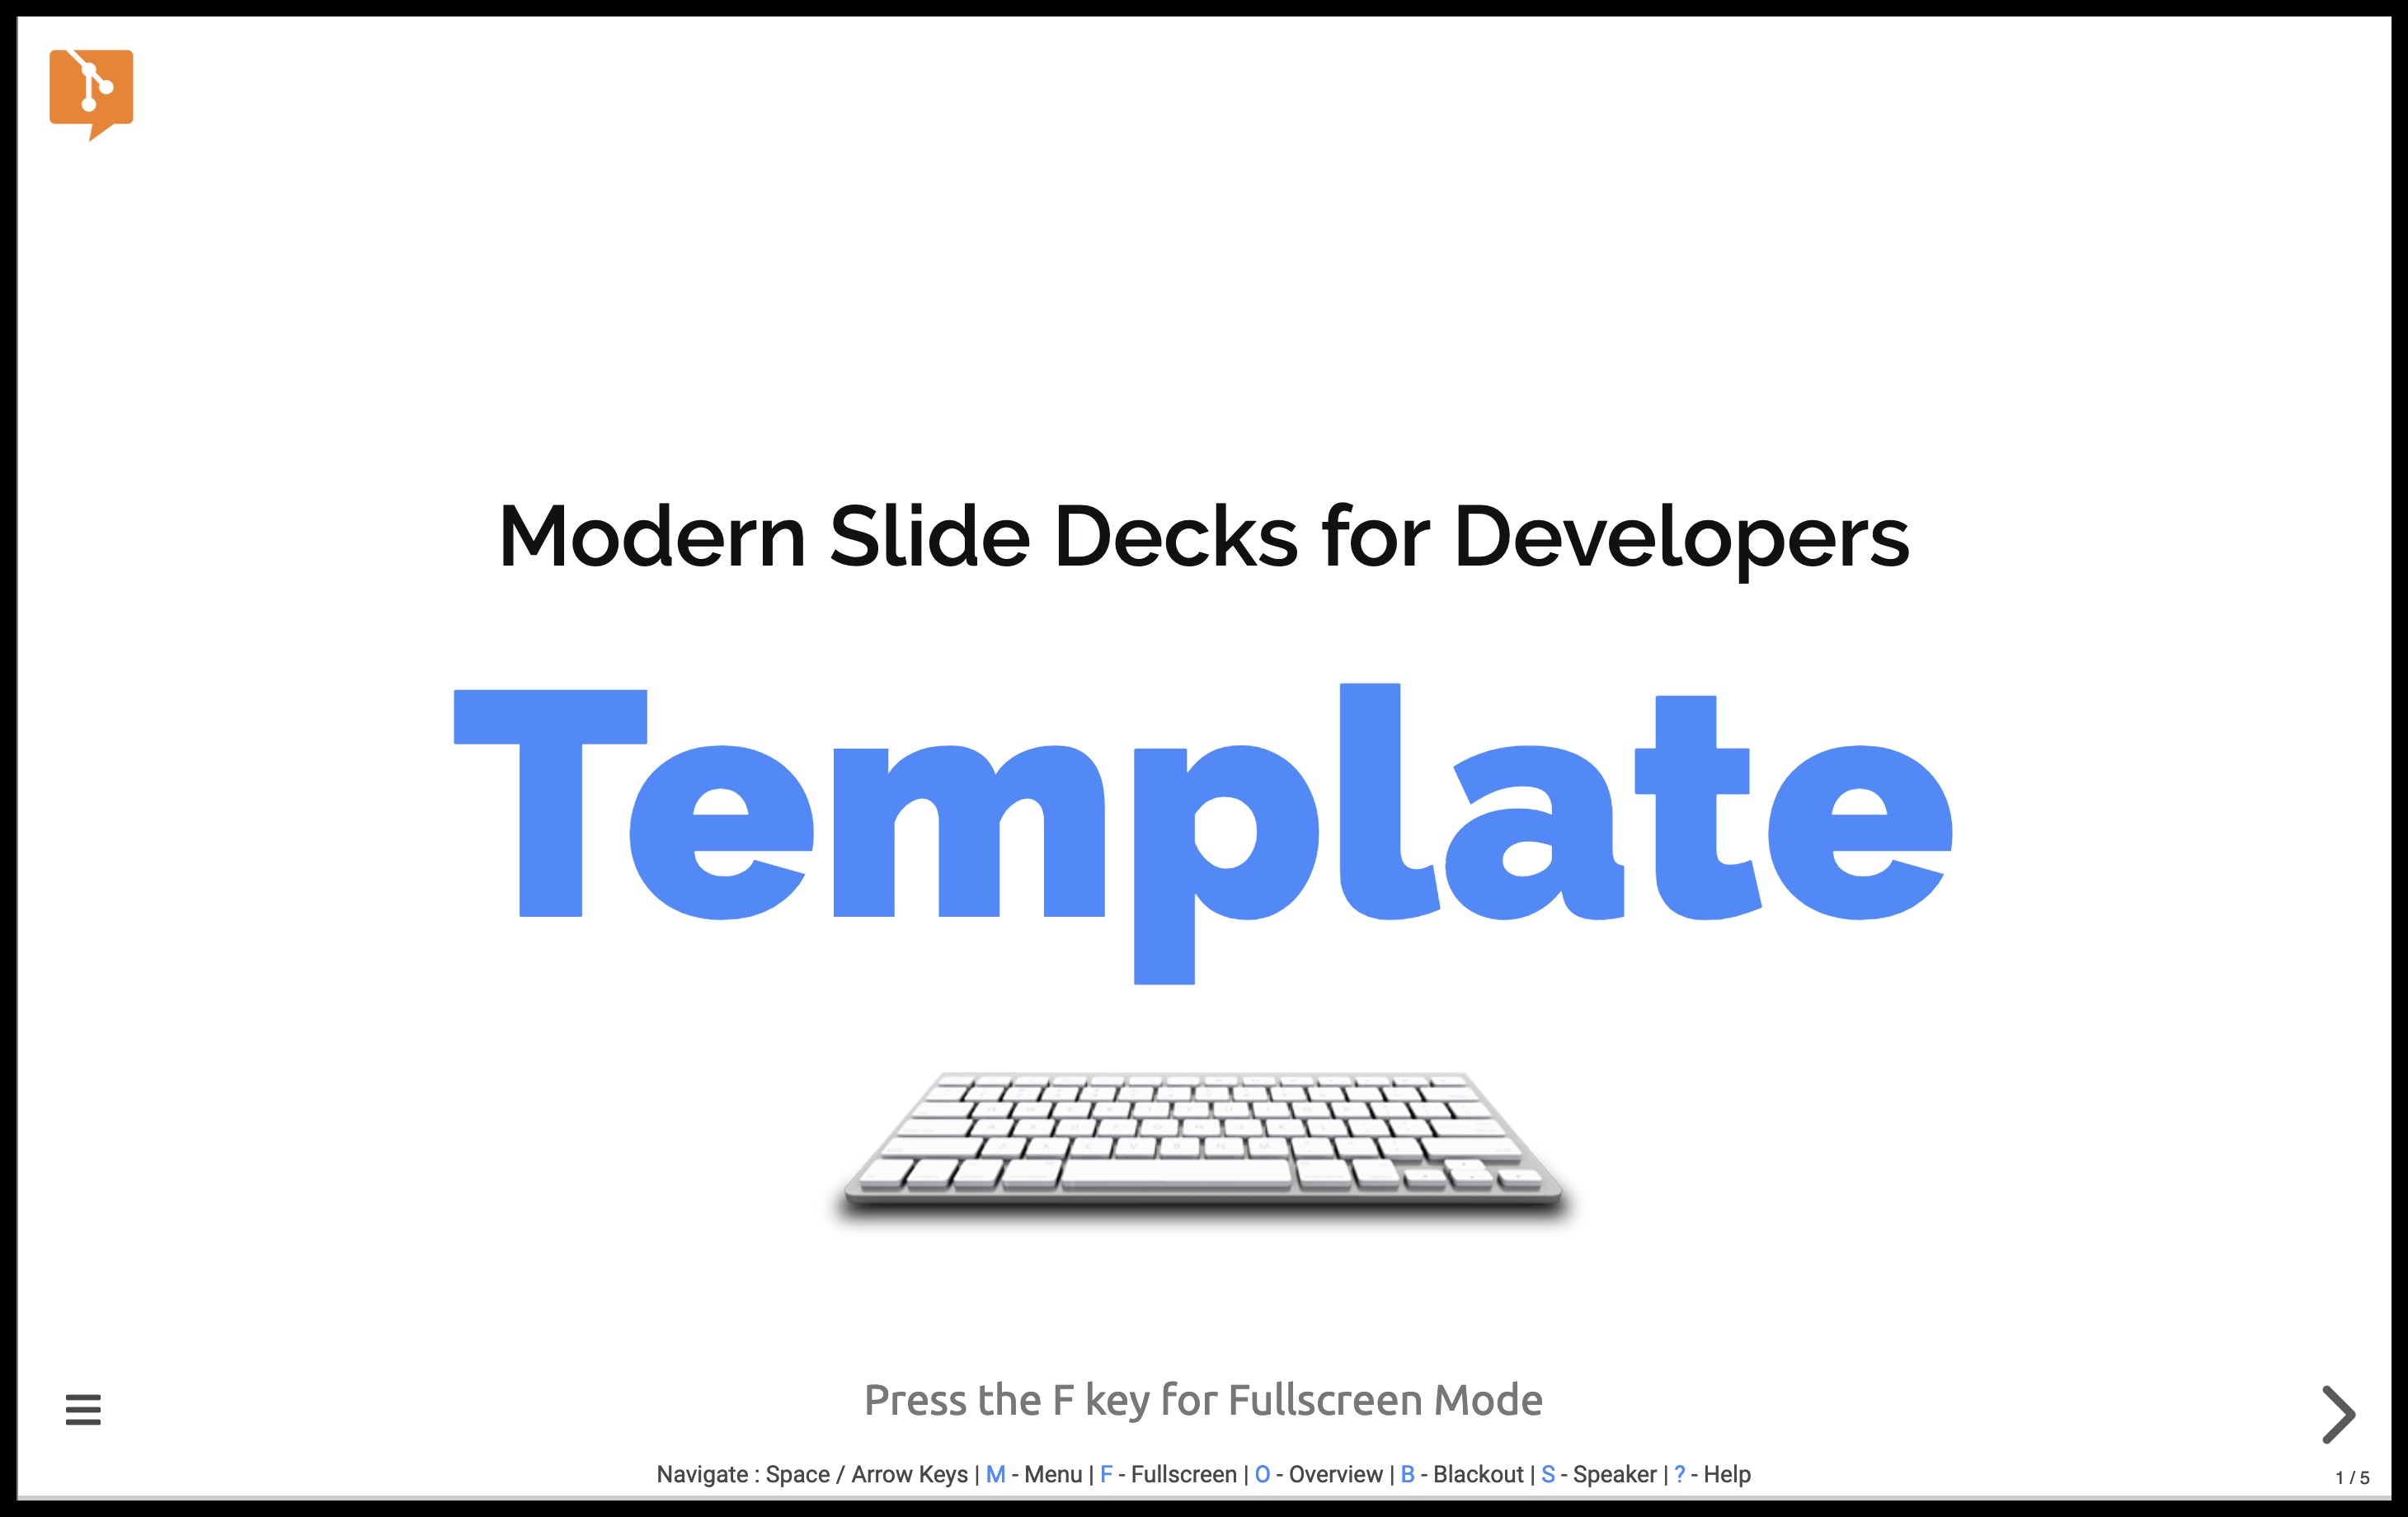 Modern Slide Decks for Developers
Template
Press the F key for Fullscreen Mode
Navigate : Space / Arrow Keys | M - Menu | F - Fullscreen | O - Overview | B - Blackout | S - Speaker | ? - Help
1 / 5